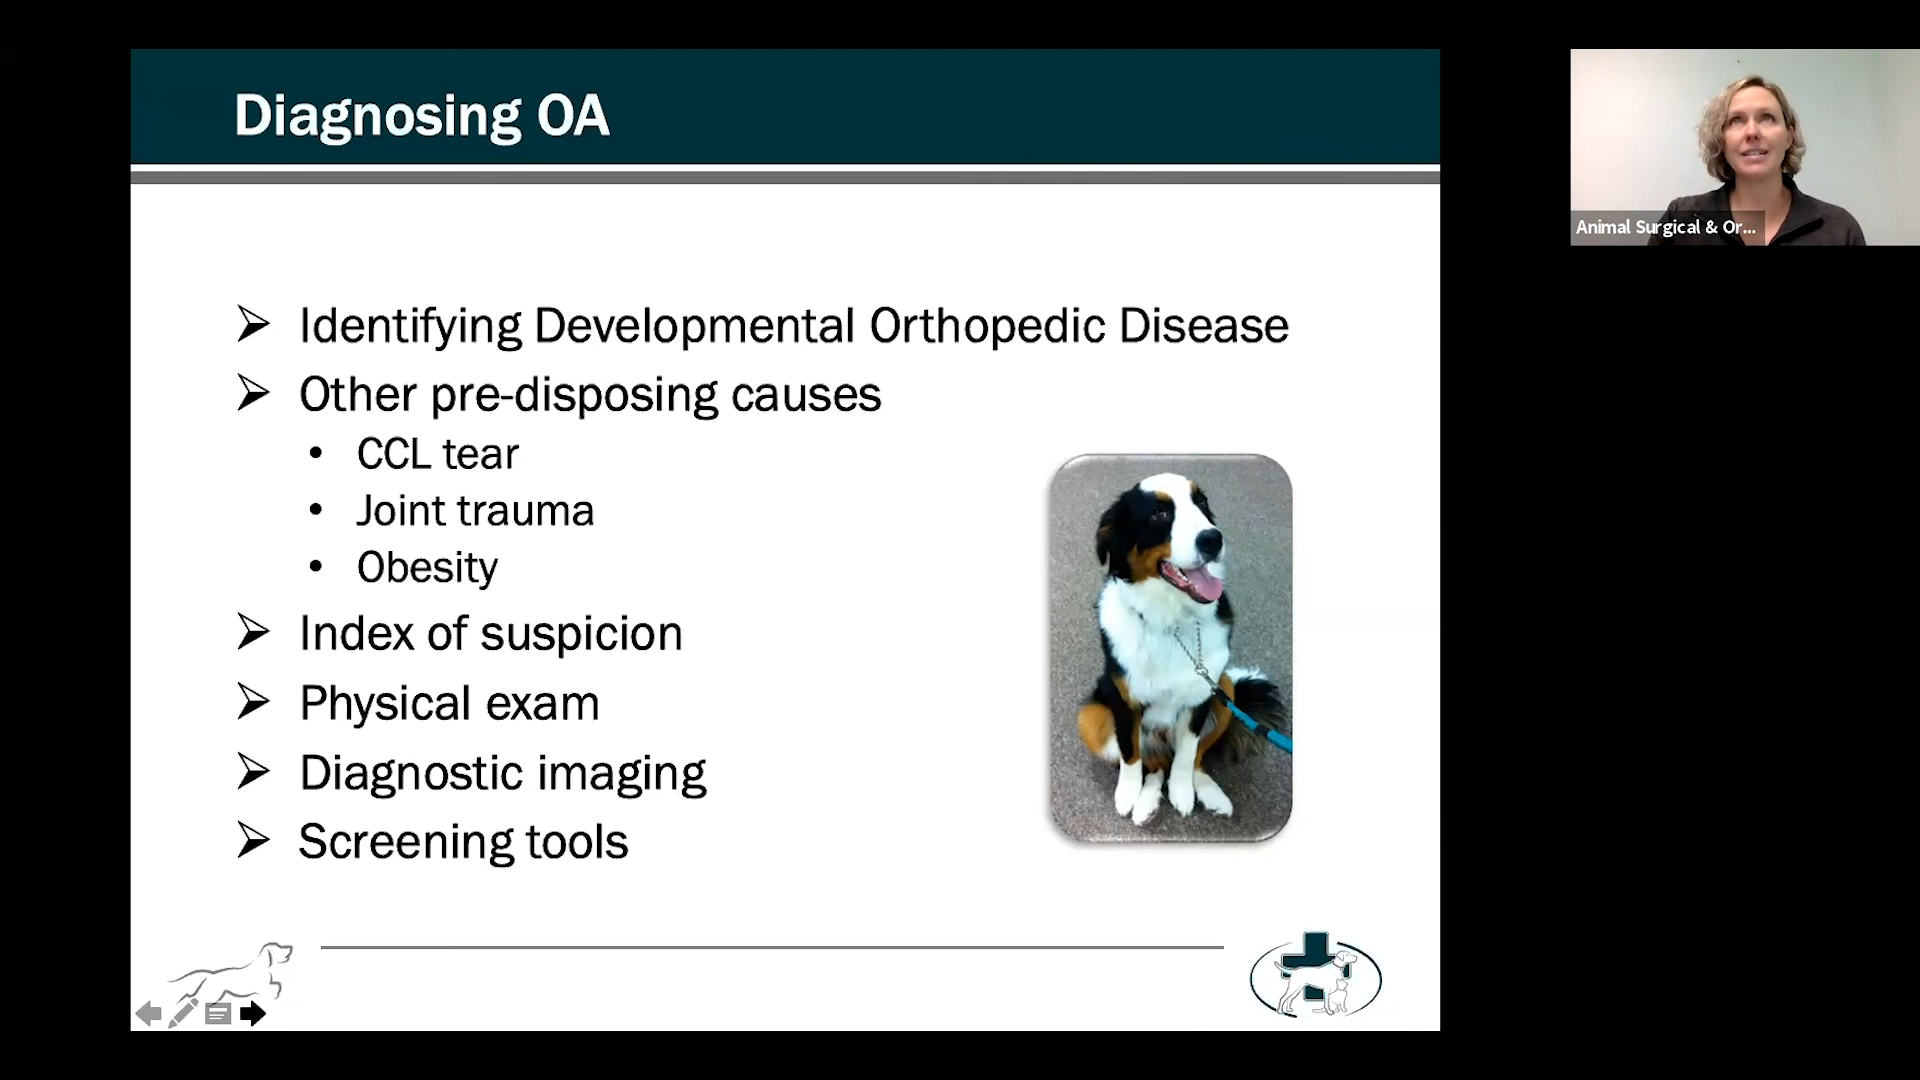 Diagnosing OA
Animal Surgical & Or...
Identifying Developmental Orthopedic Disease
Other pre-disposing causes
CCL tear
Joint trauma
Obesity
Index of suspicion
Physical exam
Diagnostic imaging
Screening tools